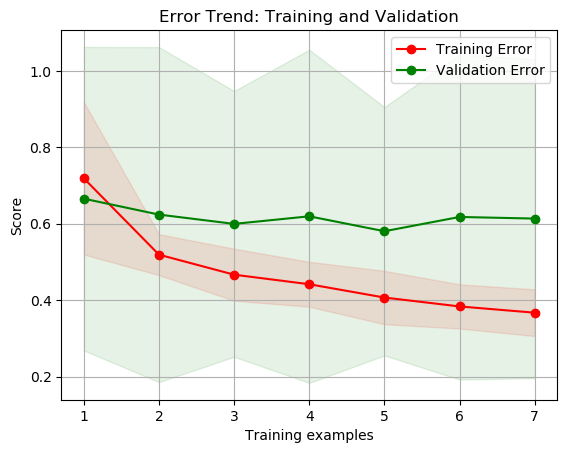 Error Trend: Training and Validation
Training Error
Validation Error
Score
1.0
0.8
0.6
0.4
0.2
1 2 3 4 5 6 7
Training examples